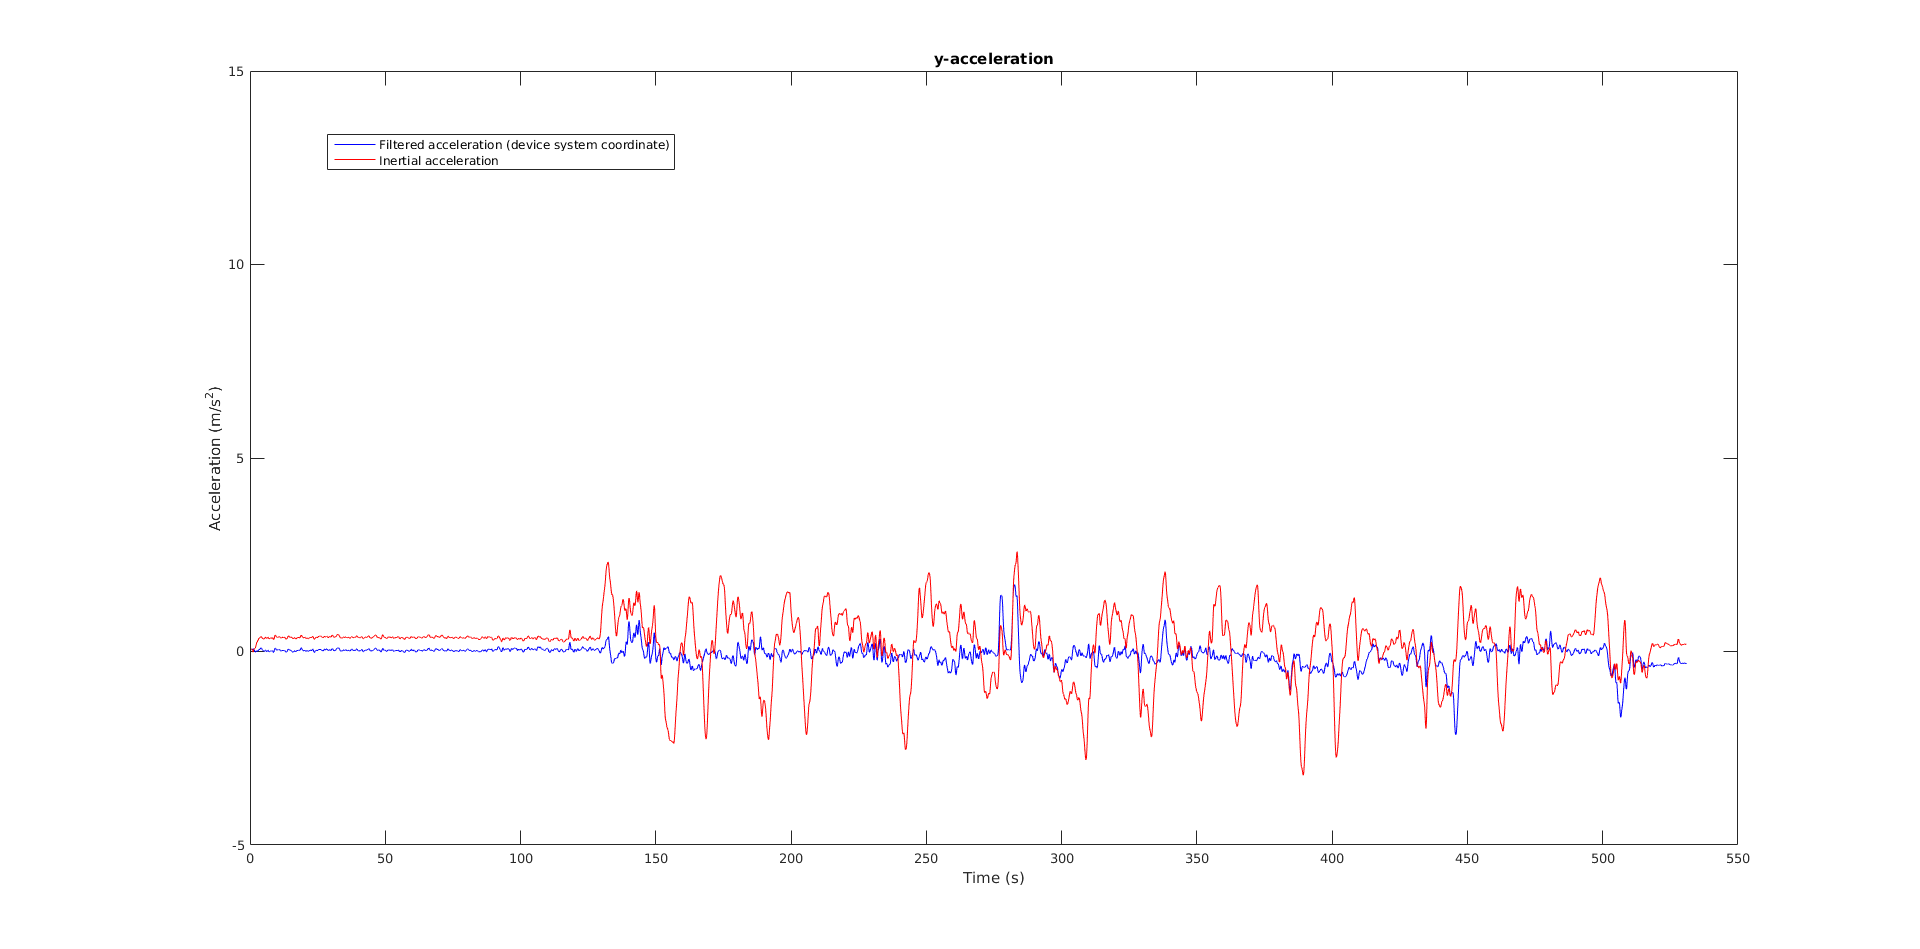 y-acceleration
15
10
5
0
-5
Acceleration (m/s²)
Filtered acceleration (device system coordinate)
Inertial acceleration
0 50 100 150 200 250 300 350 400 450 500 550
Time (s)